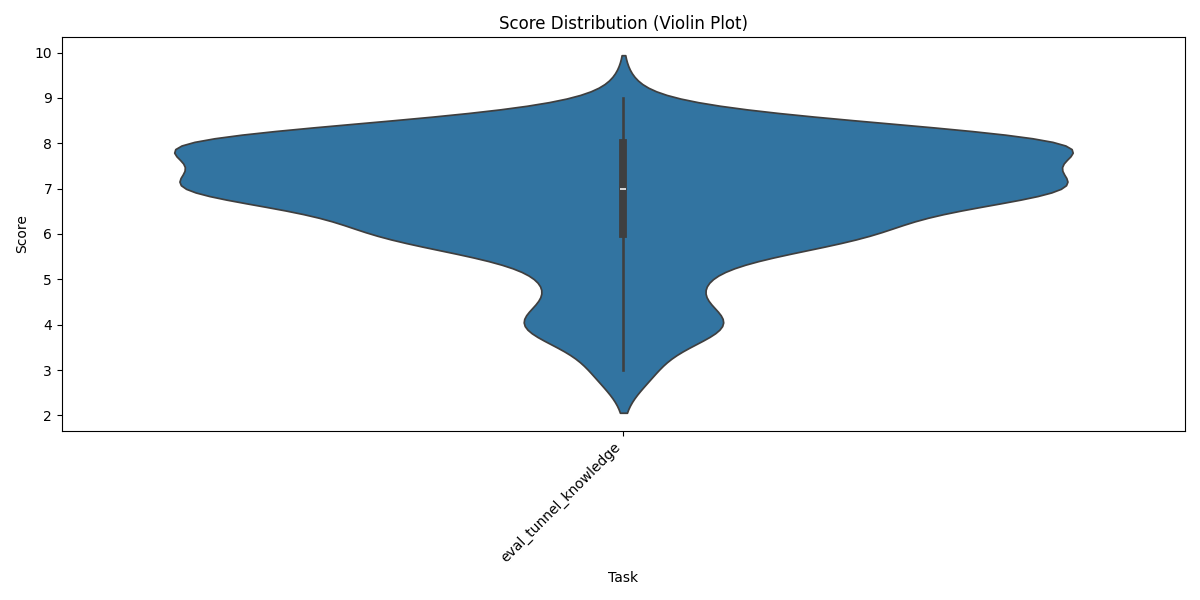 Score Distribution (Violin Plot)
10
9
8
7
6
5
4
3
2
Score
eval_tunnel_knowledge
Task